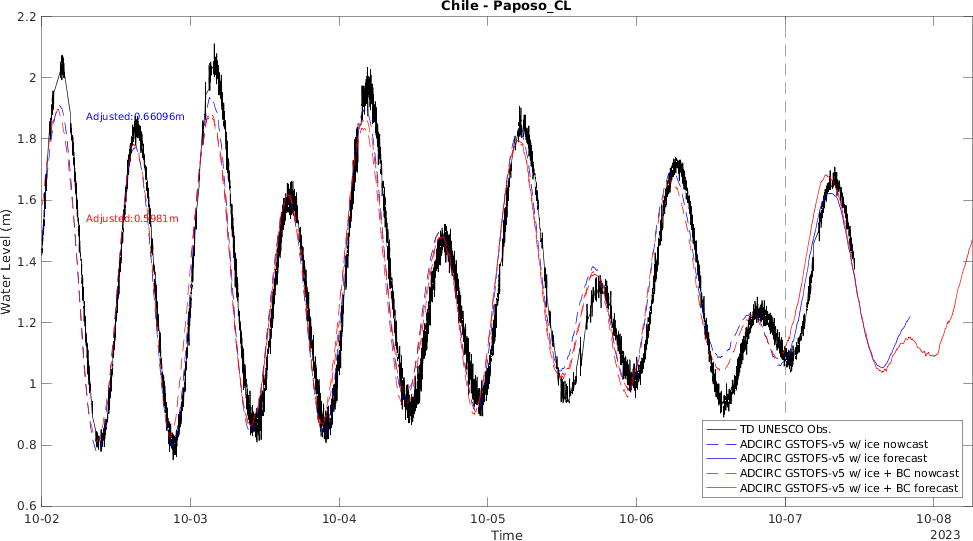 Chile - Paposo_CL
2.2
2
1.8
1.6
1.4
1.2
1
0.8
0.6
Water Level (m)
Adjusted:0.66096m
Adjusted:0.5981m
TD UNESCO Obs.
ADCIRC GSTOFS-v5 w/ ice nowcast
ADCIRC GSTOFS-v5 w/ ice forecast
ADCIRC GSTOFS-v5 w/ ice + BC nowcast
ADCIRC GSTOFS-v5 w/ ice + BC forecast
10-02 10-03 10-04 10-05 10-06 10-07 10-08
2023
Time